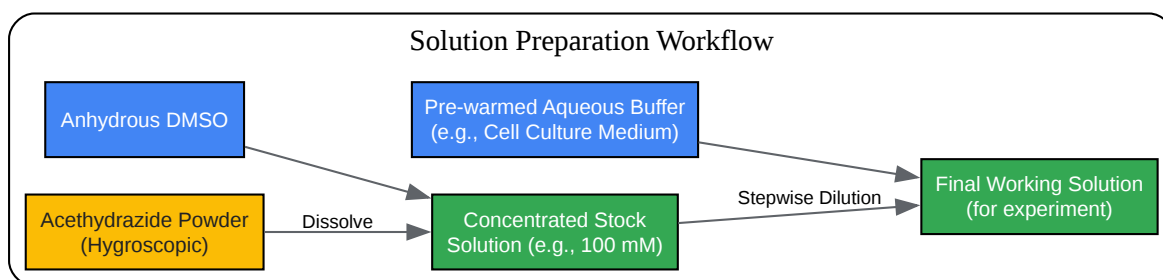 Solution Preparation Workflow
Anhydrous DMSO
Pre-warmed Aqueous Buffer
(e.g., Cell Culture Medium)
Acethydrazide Powder
(Hygroscopic)
Dissolve
Concentrated Stock
Solution (e.g., 100 mM)
Stepwise Dilution
Final Working Solution
(for experiment)